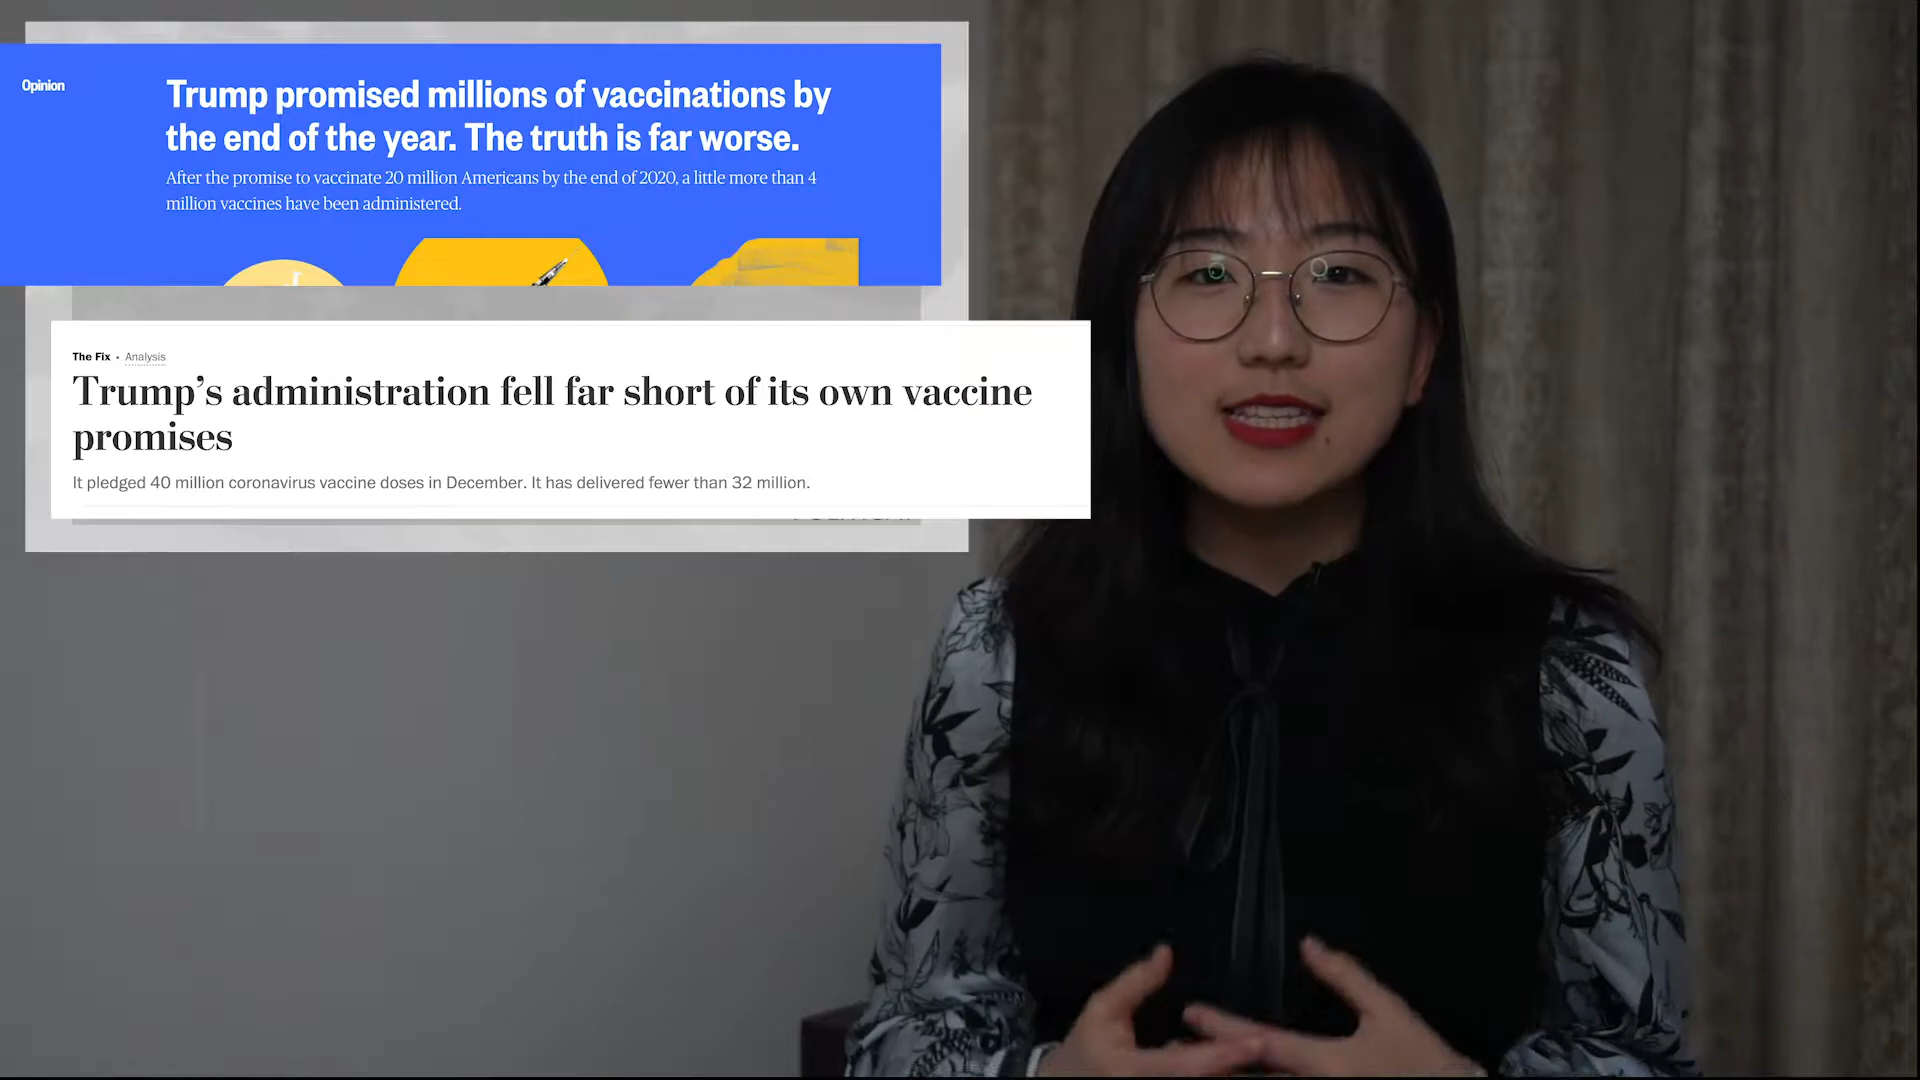 Opinion
Trump promised millions of vaccinations by
the end of the year. The truth is far worse.
After the promise to vaccinate 20 million Americans by the end of 2020, a little more than 4
million vaccines have been administered.
The Fix • Analysis
Trump’s administration fell far short of its own vaccine
promises
It pledged 40 million coronavirus vaccine doses in December. It has delivered fewer than 32 million.